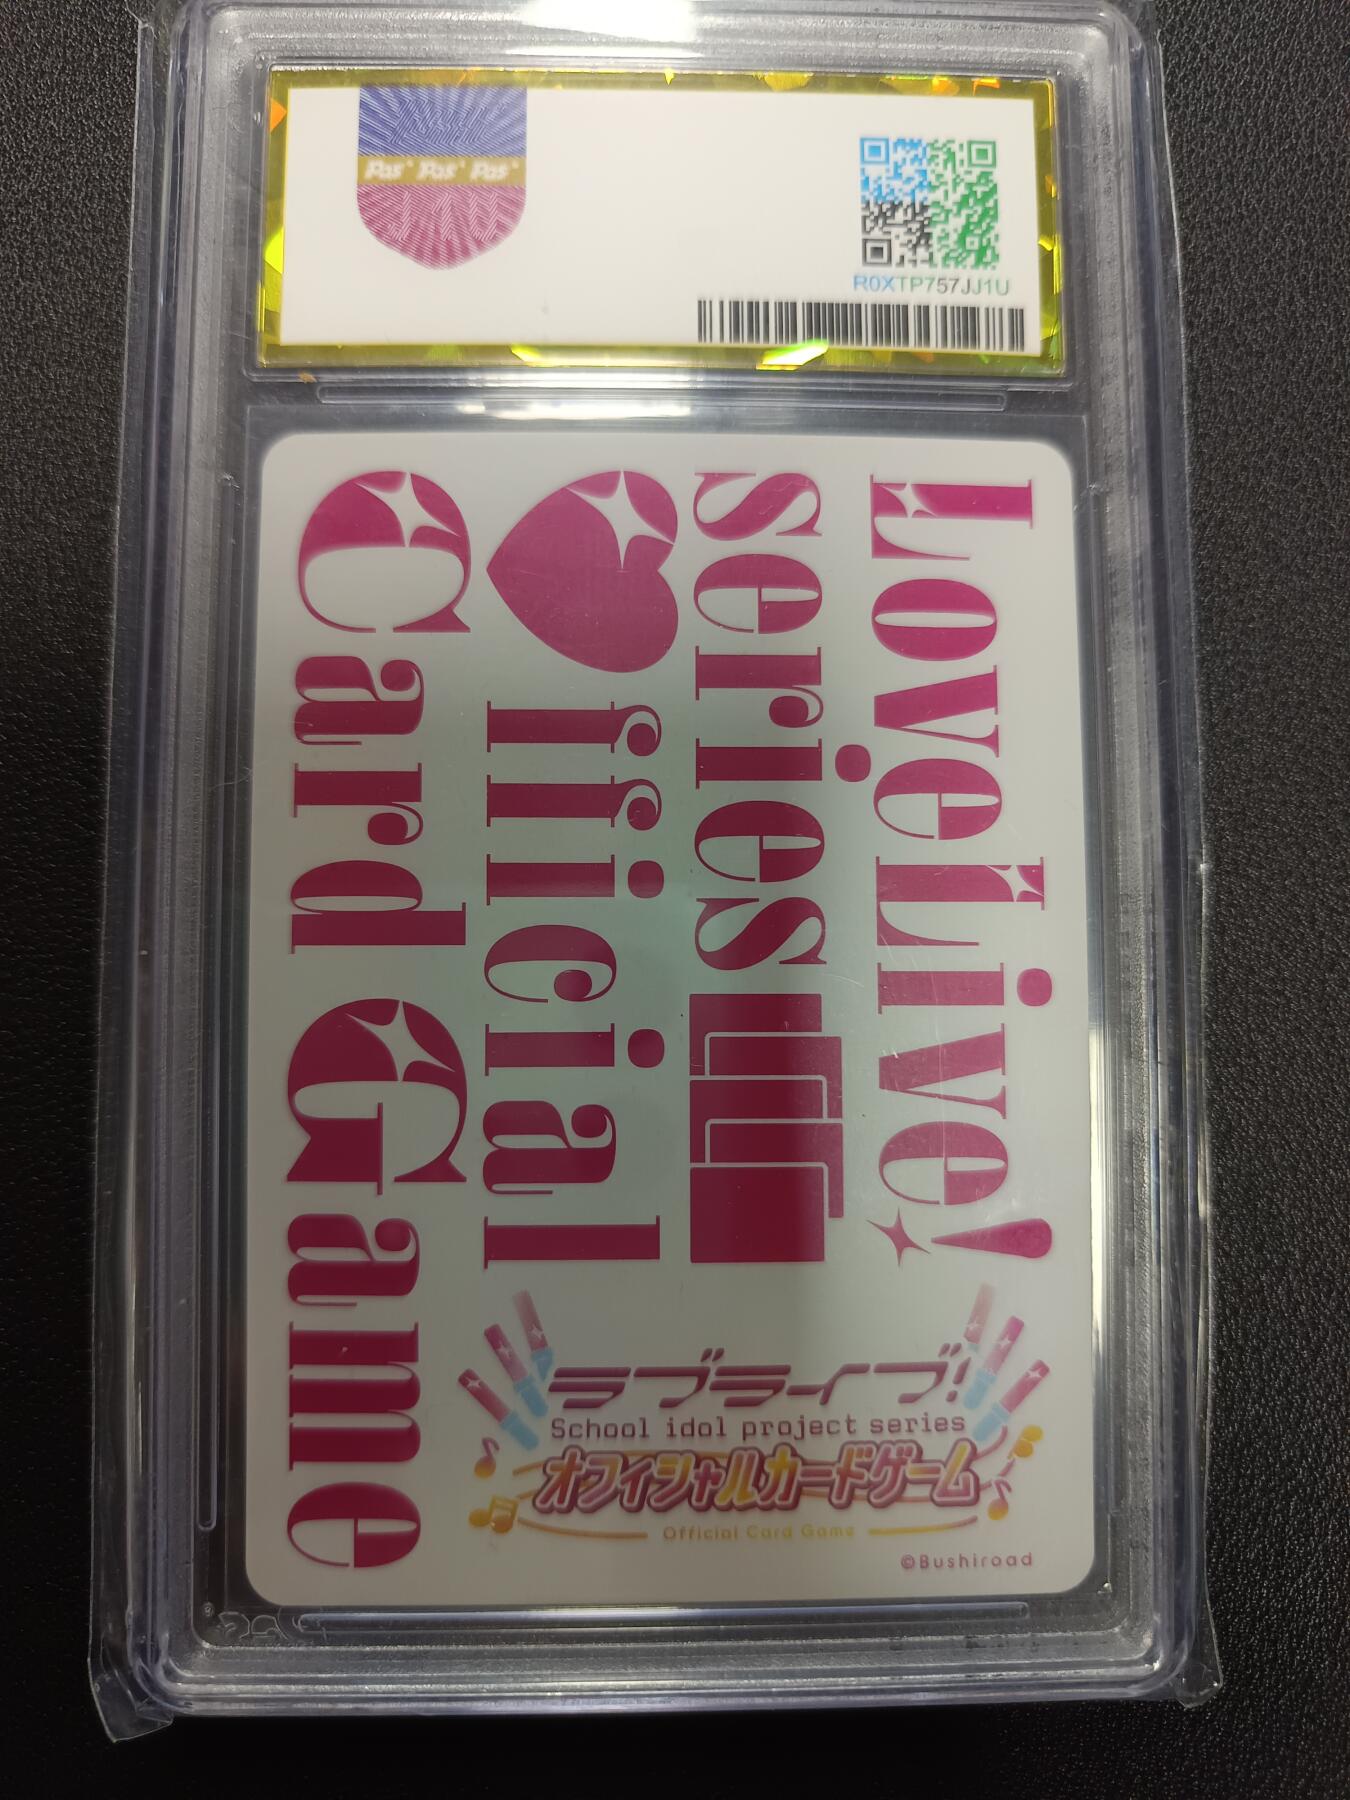 Pas+ Pas+ Pas+
R0XTP757JJ1U
LoveLive!
series
official
Card Game
ラブライブ!
School idol project series
オフィシャルカードゲーム
Official Card Game
©Bushiroad